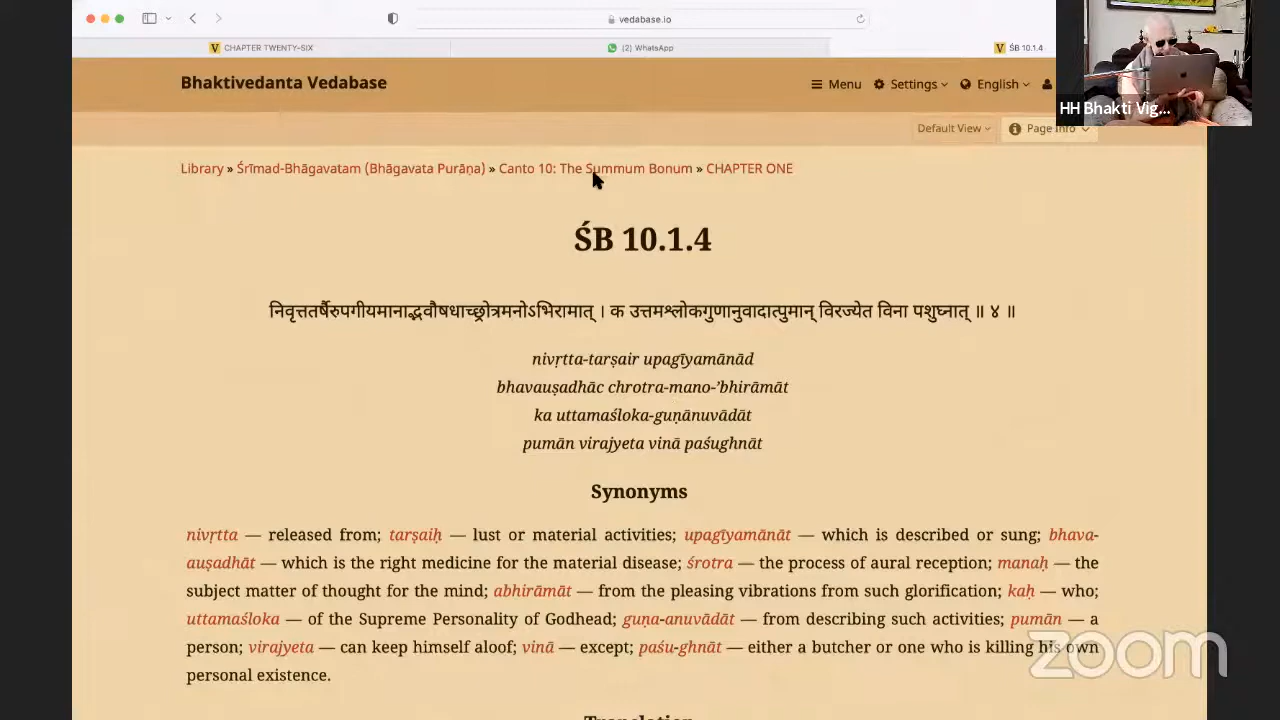 vedabase.io
CHAPTER TWENTY-SIX
(2) WhatsApp
ŚB 10.1.4
Bhaktivedanta Vedabase
Menu Settings English
HH Bhakti Vig...
Default View Page Info
Library » Śrīmad-Bhāgavatam (Bhāgavata Purāṇa) » Canto 10: The Summum Bonum » CHAPTER ONE
ŚB 10.1.4
निवृत्ततर्षैरुपगीयमानाद्भवौषधाच्छ्रोत्रमनोऽभिरामात् । क उत्तमश्लोकगुणानुवादात्पुमान् विरज्येत विना पशुघ्नात् ॥ ४ ॥
nivṛtta-tarṣair upagīyamānād
bhavauṣadhāc chrotra-mano-’bhirāmāt
ka uttamaśloka-guṇānuvādāt
pumān virajyeta vinā paśughnāt
Synonyms
nivṛtta — released from; tarṣaiḥ — lust or material activities; upagīyamānāt — which is described or sung; bhava-
auṣadhāt — which is the right medicine for the material disease; śrotra — the process of aural reception; manaḥ — the
subject matter of thought for the mind; abhirāmāt — from the pleasing vibrations from such glorification; kaḥ — who;
uttamaśloka — of the Supreme Personality of Godhead; guṇa-anuvādāt — from describing such activities; pumān — a
person; virajyeta — can keep himself aloof; vinā — except; paśu-ghnāt — either a butcher or one who is killing his own
personal existence.
zoom
Translation